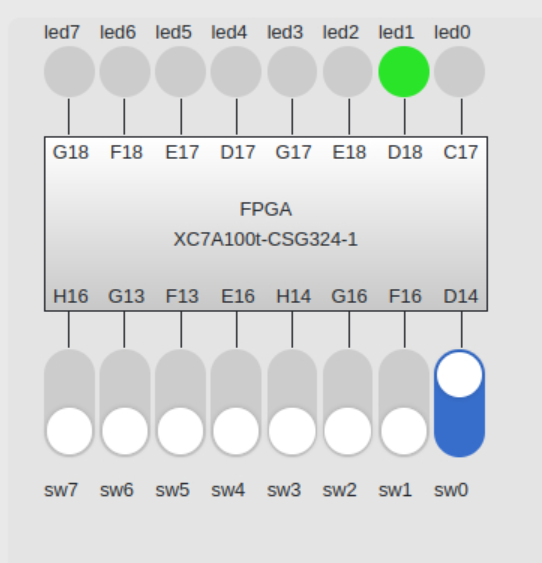 led7 led6 led5 led4 led3 led2 led1 led0
G18 F18 E17 D17 G17 E18 D18 C17
FPGA
XC7A100t-CSG324-1
H16 G13 F13 E16 H14 G16 F16 D14
sw7 sw6 sw5 sw4 sw3 sw2 sw1 sw0